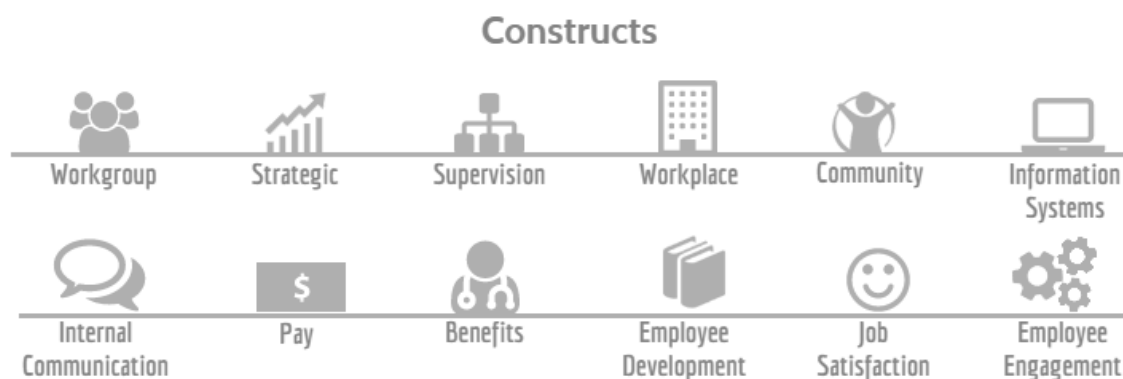 Constructs
Workgroup
Strategic
Supervision
Workplace
Community
Information
Systems
$
Internal
Communication
Pay
Benefits
Employee
Development
Job
Satisfaction
Employee
Engagement